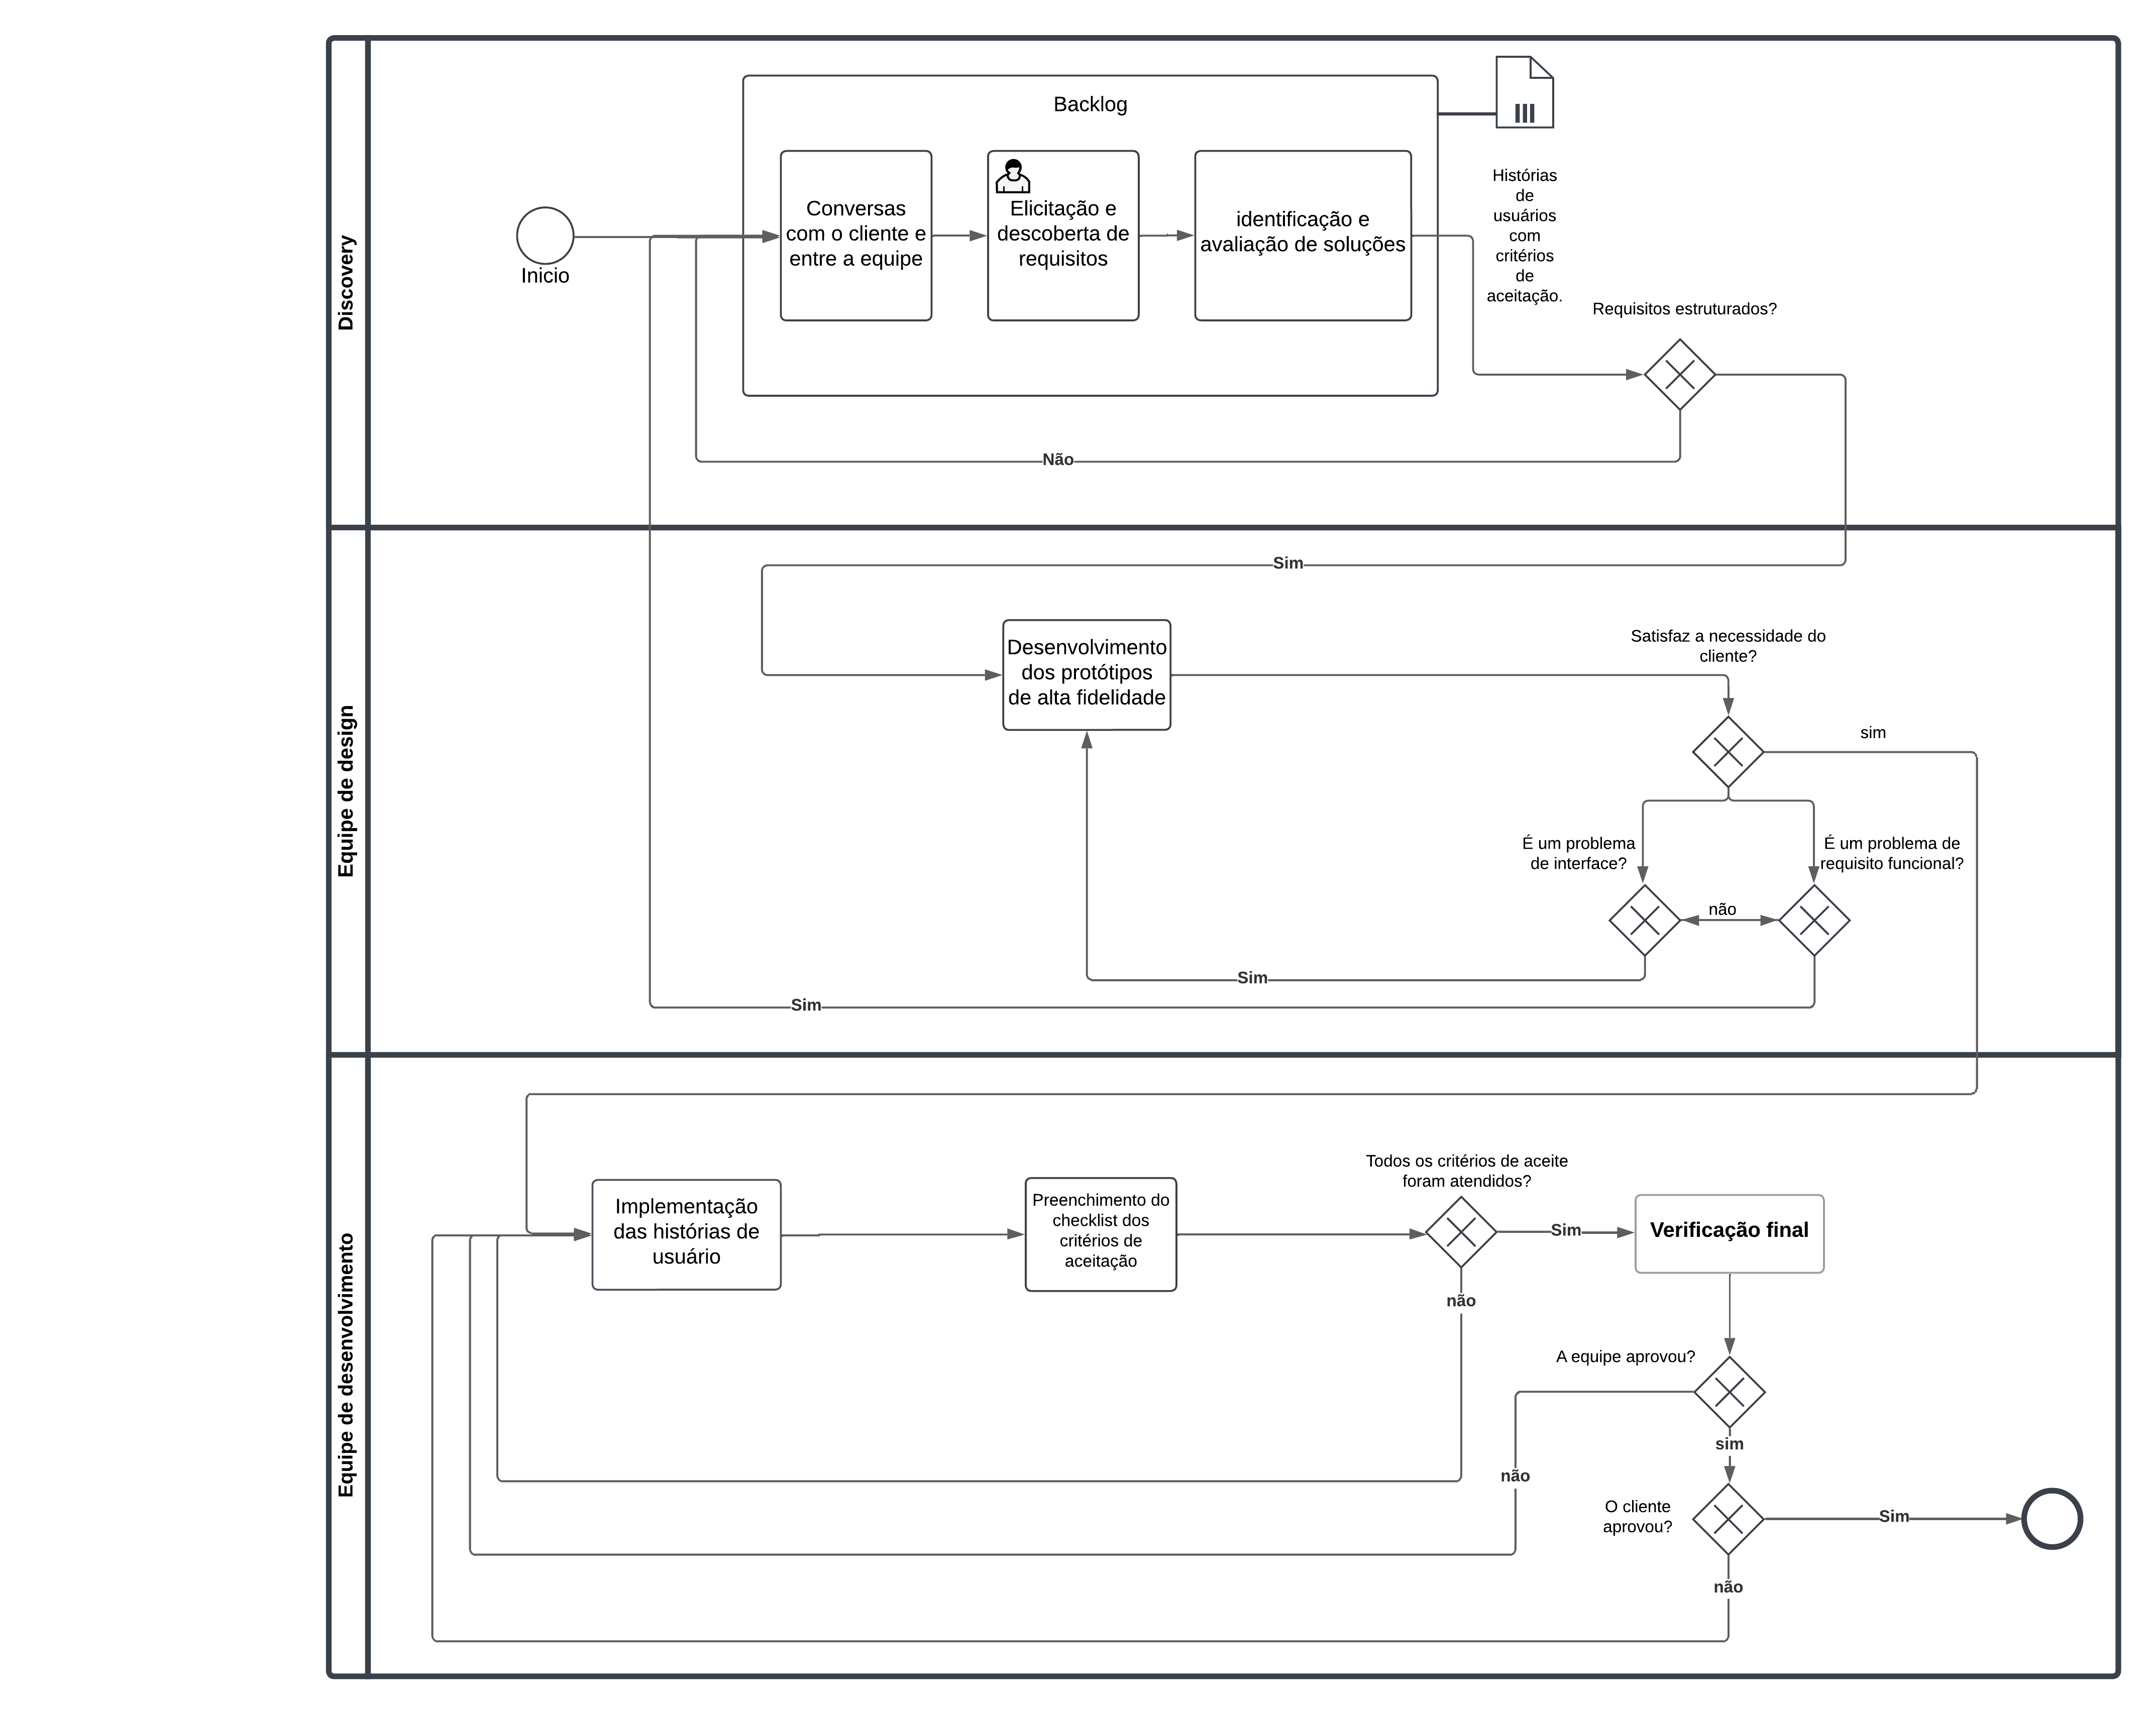 Discovery
Backlog
Inicio
Conversas
com o cliente e
entre a equipe
Elicitação e
descoberta de
requisitos
identificação e
avaliação de soluções
Histórias
de
usuários
com
critérios
de
aceitação.
Requisitos estruturados?
Não
Equipe de design
Sim
Desenvolvimento
dos protótipos
de alta fidelidade
Satisfaz a necessidade do
cliente?
sim
É um problema
de interface?
É um problema de
requisito funcional?
não
Sim
Sim
Equipe de desenvolvimento
Implementação
das histórias de
usuário
Preenchimento do
checklist dos
critérios de
aceitação
Todos os critérios de aceite
foram atendidos?
Sim
Verificação final
não
A equipe aprovou?
sim
não
O cliente
aprovou?
Sim
não